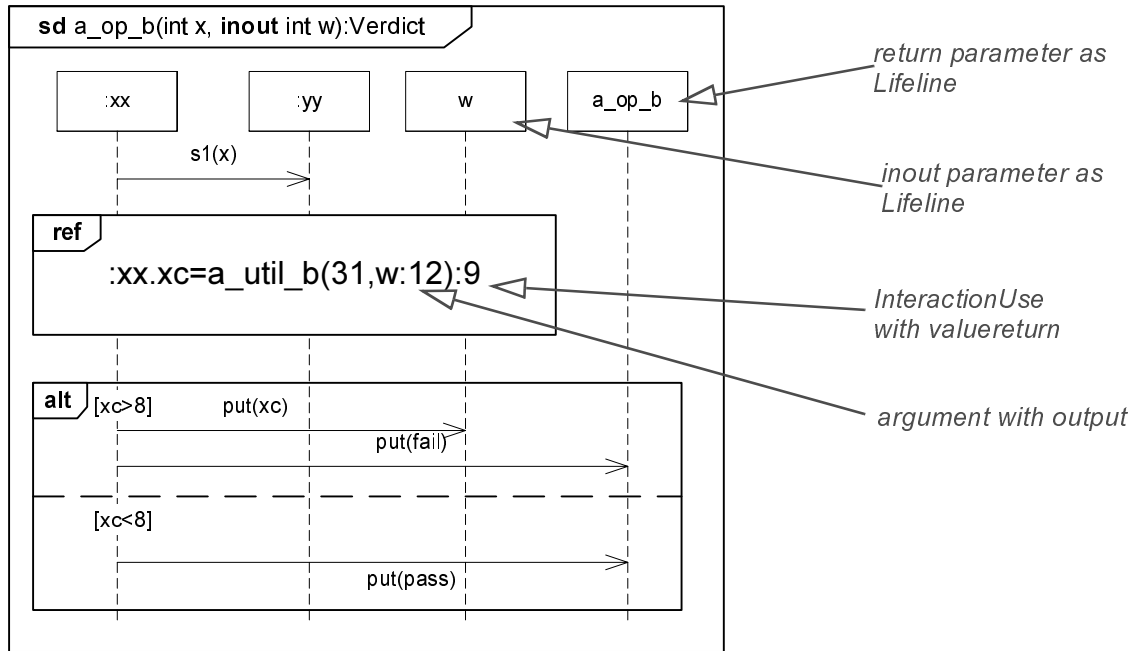 sd a_op_b(int x, inout int w):Verdict
return parameter as
Lifeline
:xx
:yy
w
a_op_b
s1(x)
inout parameter as
Lifeline
ref
:xx.xc=a_util_b(31,w:12):9
InteractionUse
with valuereturn
alt
[xc>8]
put(xc)
argument with output
put(fail)
[xc<8]
put(pass)